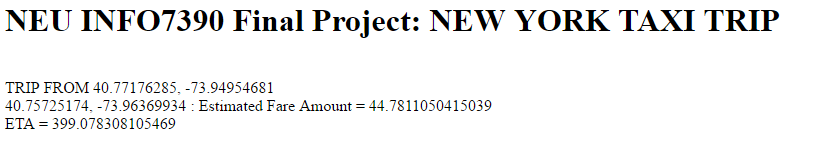 NEU INFO7390 Final Project: NEW YORK TAXI TRIP
TRIP FROM 40.77176285, -73.94954681
40.75725174, -73.96369934 : Estimated Fare Amount = 44.7811050415039
ETA = 399.078308105469